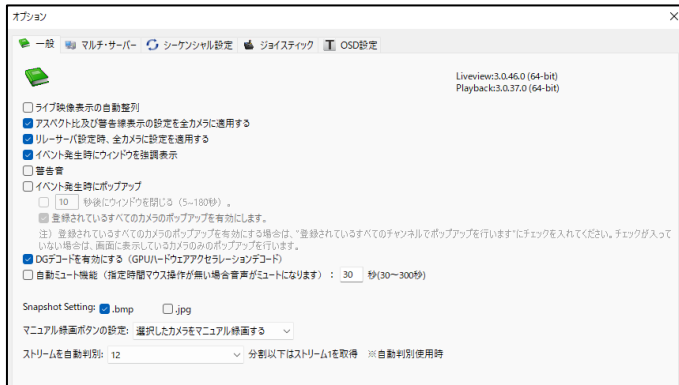 オプション
一般 マルチ・サーバー シーケンシャル設定 ジョイスティック OSD設定
Liveview:3.0.46.0 (64-bit)
Playback:3.0.37.0 (64-bit)
ライブ映像表示の自動整列
アスペクト比及び警告線表示の設定を全カメラに適用する
リレーサーバ設定時、全カメラに設定を適用する
イベント発生時にウィンドウを強調表示
警告音
イベント発生時にポップアップ
10 秒後にウィンドウを閉じる（5~180秒）。
登録されているすべてのカメラのポップアップを有効にします。
注）登録されているすべてのカメラのポップアップを有効にする場合は、"登録されているすべてのチャンネルでポップアップを行います"にチェックを入れてください。チェックが入って
いない場合は、画面に表示しているカメラのみのポップアップを行います。
DGデコードを有効にする（GPUハードウェアアクセラレーションデコード）
自動ミュート機能（指定時間マウス操作が無い場合音声がミュートになります）： 30 秒(30～300秒)
Snapshot Setting: .bmp .jpg
マニュアル録画ボタンの設定: 選択したカメラをマニュアル録画する
ストリームを自動判別: 12 分割以下はストリーム1を取得 ※自動判別使用時